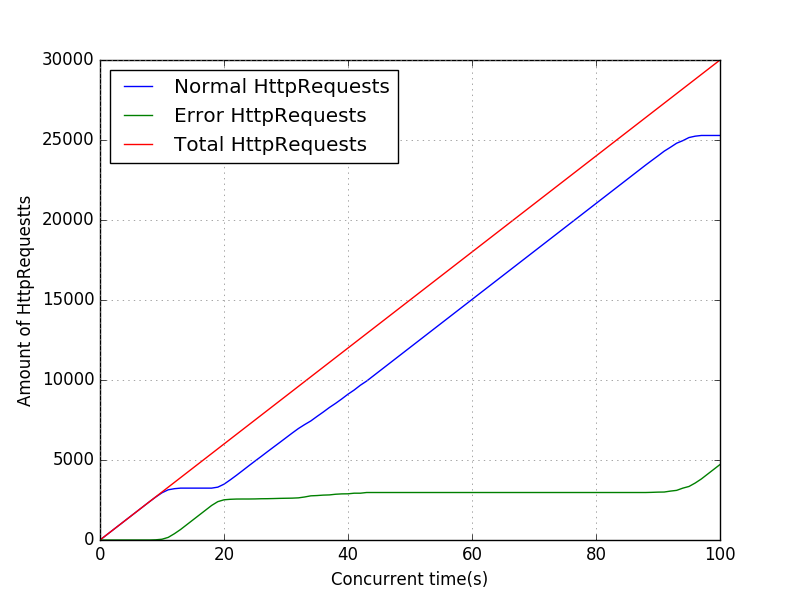 30000
25000
20000
15000
10000
5000
0
Normal HttpRequests
Error HttpRequests
Total HttpRequests
Amount of HttpRequestts
0 20 40 60 80 100
Concurrent time(s)